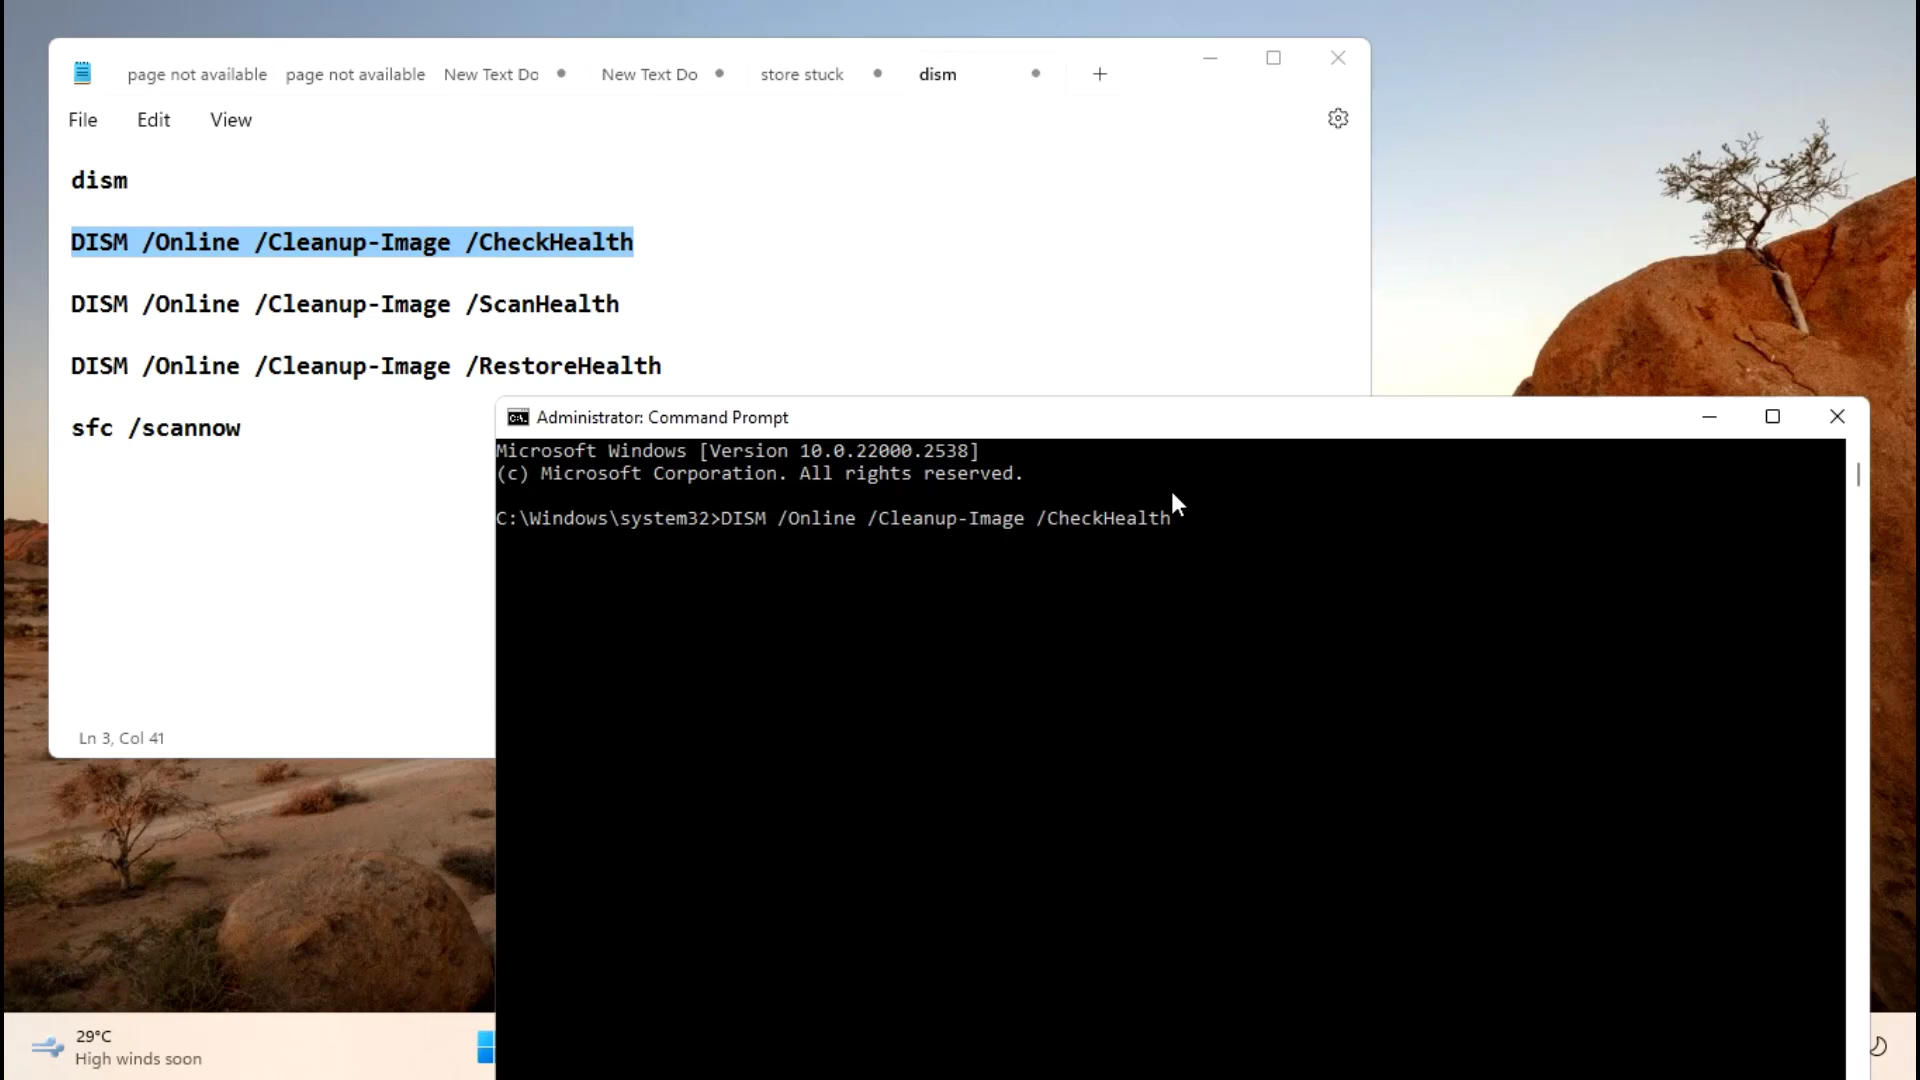 page not available page not available New Text Do New Text Do store stuck dism
File Edit View
dism
DISM /Online /Cleanup-Image /CheckHealth
DISM /Online /Cleanup-Image /ScanHealth
DISM /Online /Cleanup-Image /RestoreHealth
sfc /scannow
Ln 3, Col 41
Administrator: Command Prompt
Microsoft Windows [Version 10.0.22000.2538]
(c) Microsoft Corporation. All rights reserved.
C:\Windows\system32>DISM /Online /Cleanup-Image /CheckHealth
29°C
High winds soon